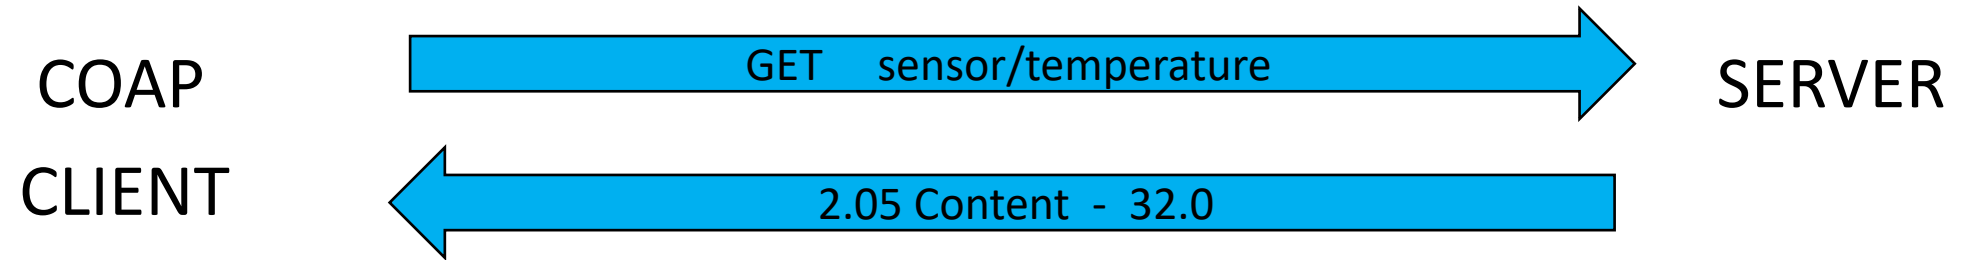 COAP
CLIENT
GET sensor/temperature
2.05 Content - 32.0
SERVER